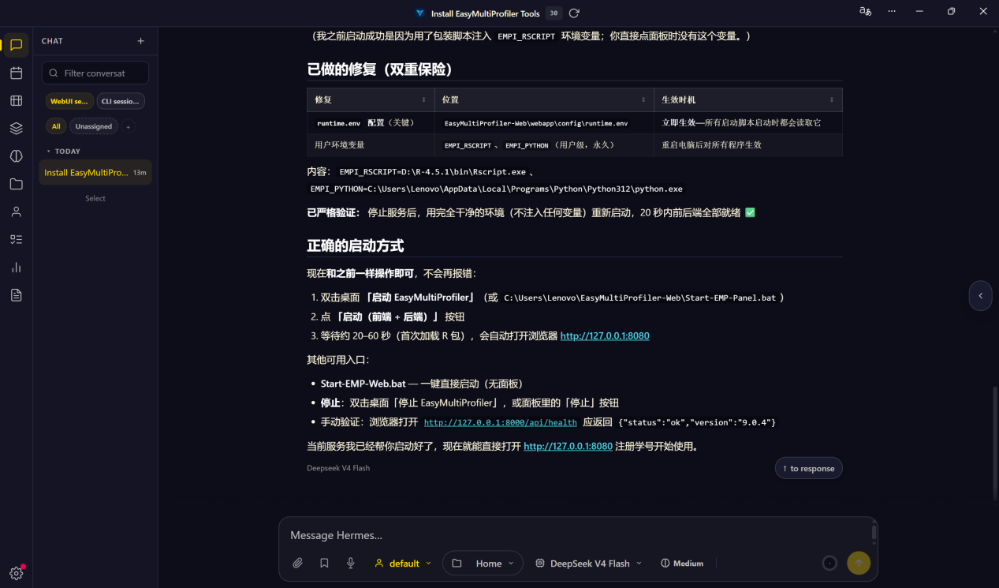 Install EasyMultiProfiler Tools 30
CHAT
Filter conversat
WebUI se... CLI sessio...
All Unassigned +
TODAY
Install EasyMultiPro... 13m
Select
（我之前启动成功是因为用了包装脚本注入 EMPI_RSCRIPT 环境变量；你直接点面板时没有这个变量。）
已做的修复（双重保险）
修复 位置 生效时机
runtime.env 配置（关键） EasyMultiProfiler-Web\webapp\config\runtime.env 立即生效—所有启动脚本启动时都会读取它
用户环境变量 EMPI_RSCRIPT 、 EMPI_PYTHON （用户级，永久） 重启电脑后对所有程序生效
内容： EMPI_RSCRIPT=D:\R-4.5.1\bin\Rscript.exe 、
EMPI_PYTHON=C:\Users\Lenovo\AppData\Local\Programs\Python\Python312\python.exe
已严格验证： 停止服务后，用完全干净的环境（不注入任何变量）重新启动，20 秒内前后端全部就绪 ✅
正确的启动方式
现在和之前一样操作即可，不会再报错：
1. 双击桌面 「启动 EasyMultiProfiler」（或 C:\Users\Lenovo\EasyMultiProfiler-Web\Start-EMP-Panel.bat ）
2. 点 「启动（前端 + 后端）」 按钮
3. 等待约 20–60 秒（首次加载 R 包），会自动打开浏览器 http://127.0.0.1:8080
其他可用入口：
• Start-EMP-Web.bat — 一键直接启动（无面板）
• 停止：双击桌面「停止 EasyMultiProfiler」，或面板里的「停止」按钮
• 手动验证：浏览器打开 http://127.0.0.1:8000/api/health 应返回 {"status":"ok","version":"9.0.4"}
当前服务我已经帮你启动好了，现在就能直接打开 http://127.0.0.1:8080 注册学号开始使用。
Deepseek V4 Flash
↑ to response
Message Hermes...
default Home DeepSeek V4 Flash Medium